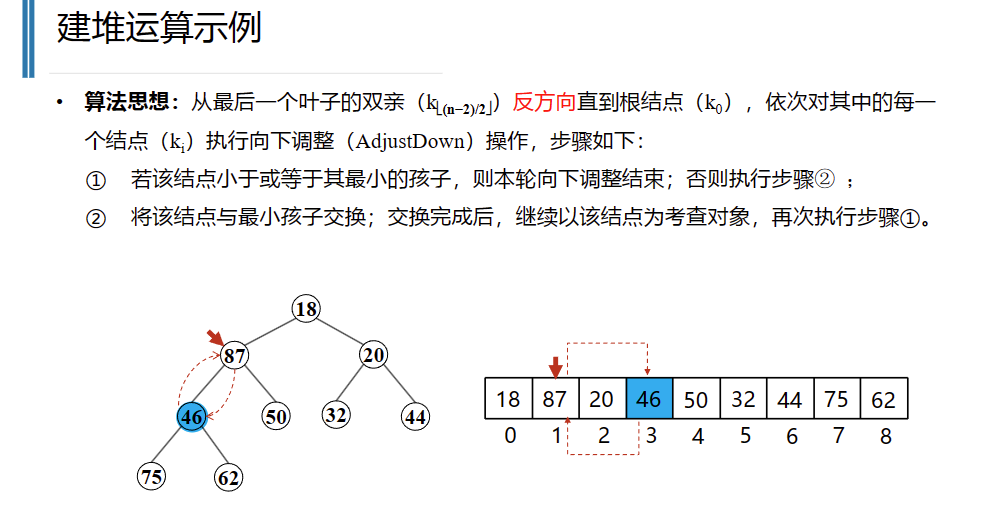 建堆运算示例
• 算法思想：从最后一个叶子的双亲（k⌊(n−2)/2⌋）反方向直到根结点（k0），依次对其中的每一
个结点（ki）执行向下调整（AdjustDown）操作，步骤如下：
① 若该结点小于或等于其最小的孩子，则本轮向下调整结束；否则执行步骤② ；
② 将该结点与最小孩子交换；交换完成后，继续以该结点为考查对象，再次执行步骤①。
18
87 20
46 50 32 44
75 62
18 87 20 46 50 32 44 75 62
0 1 2 3 4 5 6 7 8